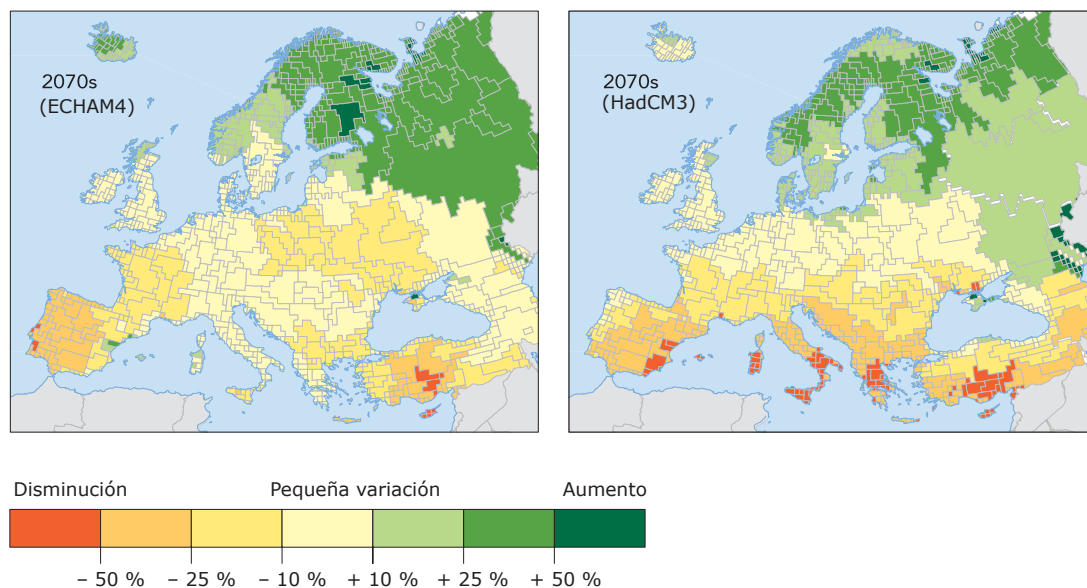 2070s
(ECHAM4)
2070s
(HadCM3)
Disminución Pequeña variación Aumento
– 50 % – 25 % – 10 % + 10 % + 25 % + 50 %